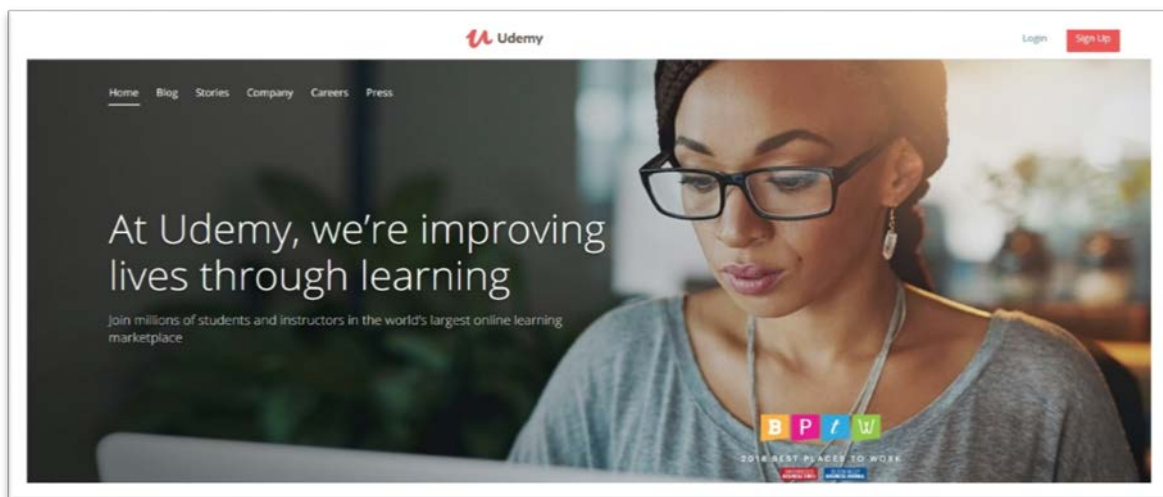 Udemy
Login
Sign Up
Home Blog Stories Company Careers Press
At Udemy, we're improving
lives through learning
Join millions of students and instructors in the world's largest online learning
marketplace
B P t W
2016 BEST PLACES TO WORK